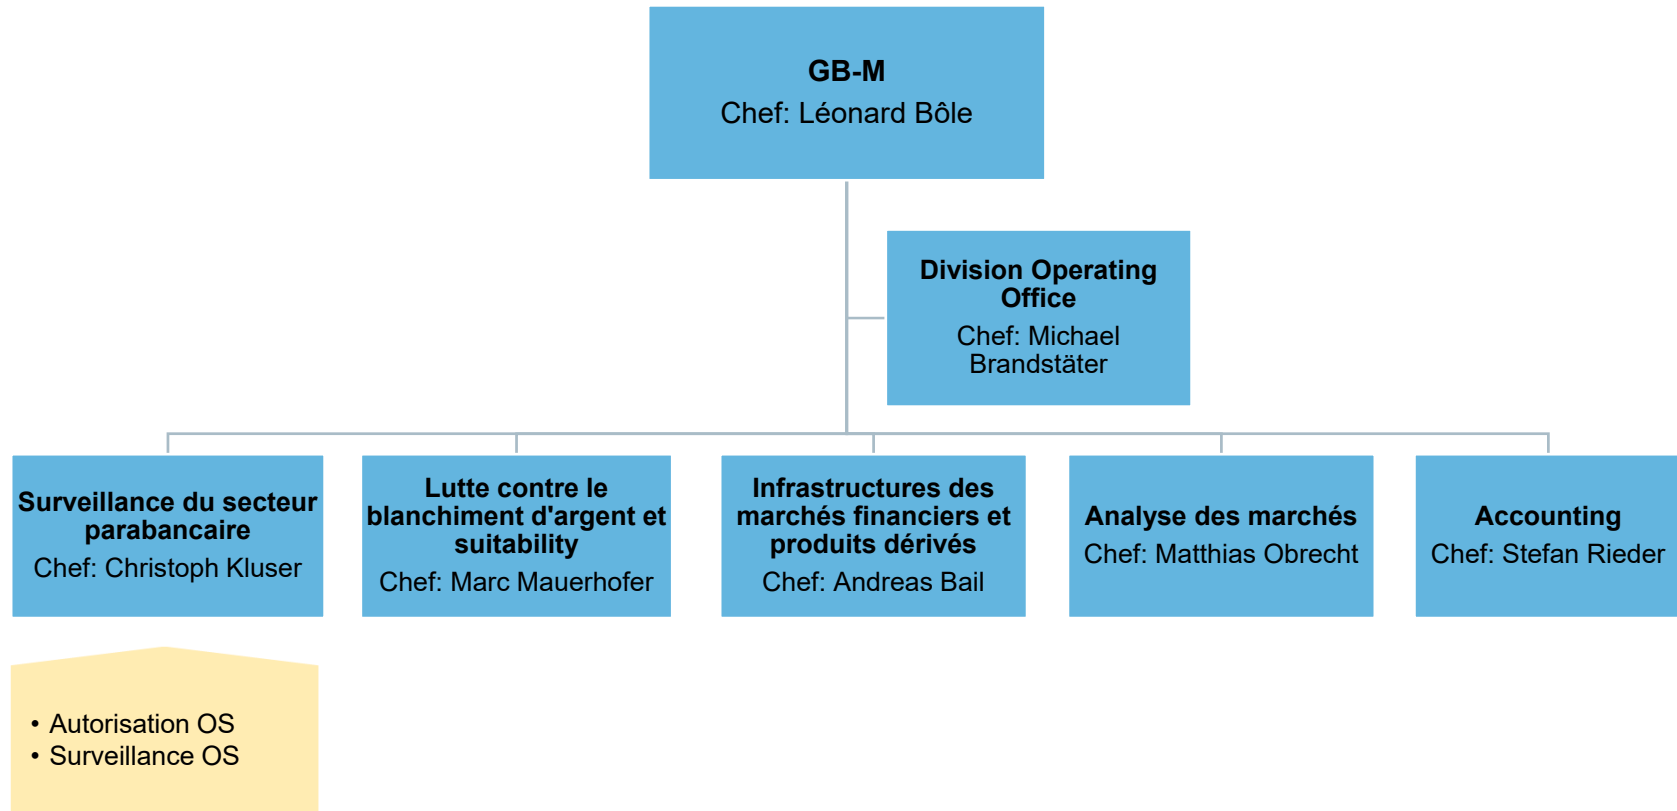 GB-M
Chef: Léonard Bôle
Division Operating
Office
Chef: Michael
Brandstäter
Surveillance du secteur
parabancaire
Chef: Christoph Kluser
Lutte contre le
blanchiment d'argent et
suitability
Chef: Marc Mauerhofer
Infrastructures des
marchés financiers et
produits dérivés
Chef: Andreas Bail
Analyse des marchés
Chef: Matthias Obrecht
Accounting
Chef: Stefan Rieder
• Autorisation OS
• Surveillance OS